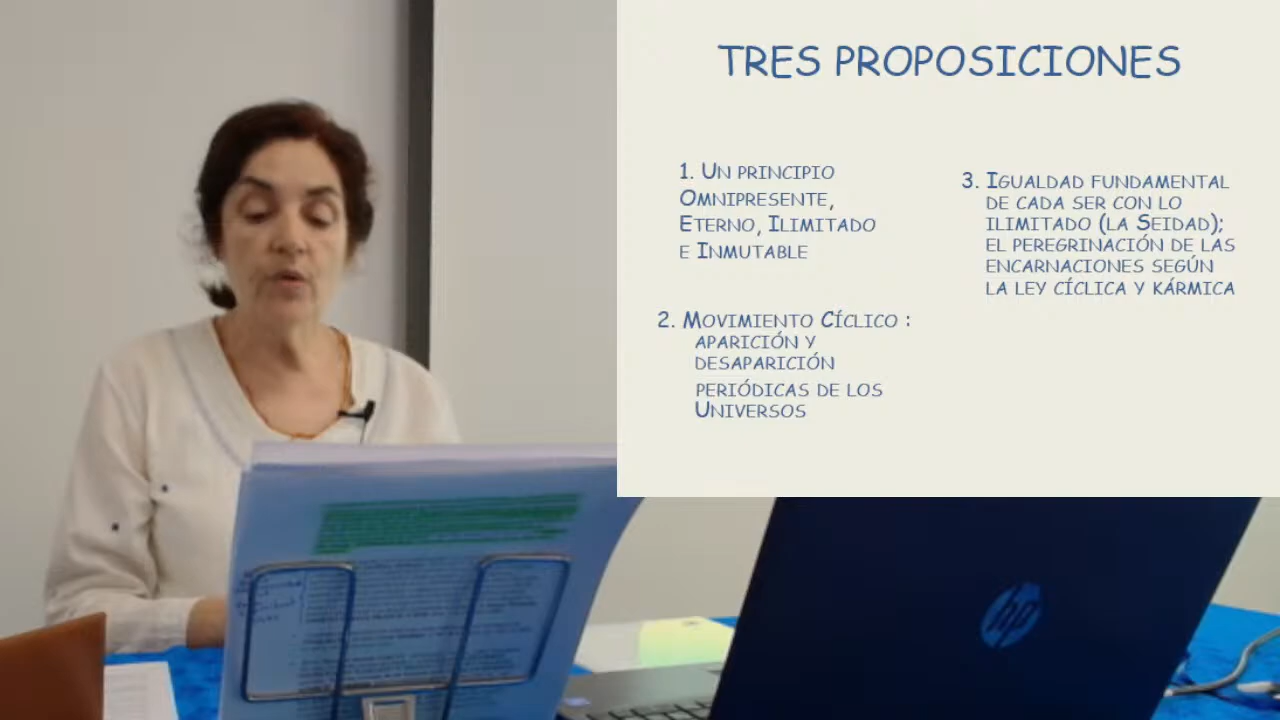 TRES PROPOSICIONES
1. UN PRINCIPIO
OMNIPRESENTE,
ETERNO, ILIMITADO
E INMUTABLE
2. MOVIMIENTO CÍCLICO :
APARICIÓN Y
DESAPARICIÓN
PERIÓDICAS DE LOS
UNIVERSOS
3. IGUALDAD FUNDAMENTAL
DE CADA SER CON LO
ILIMITADO (LA SEIDAD);
EL PEREGRINACIÓN DE LAS
ENCARNACIONES SEGÚN
LA LEY CÍCLICA Y KÁRMICA
hp